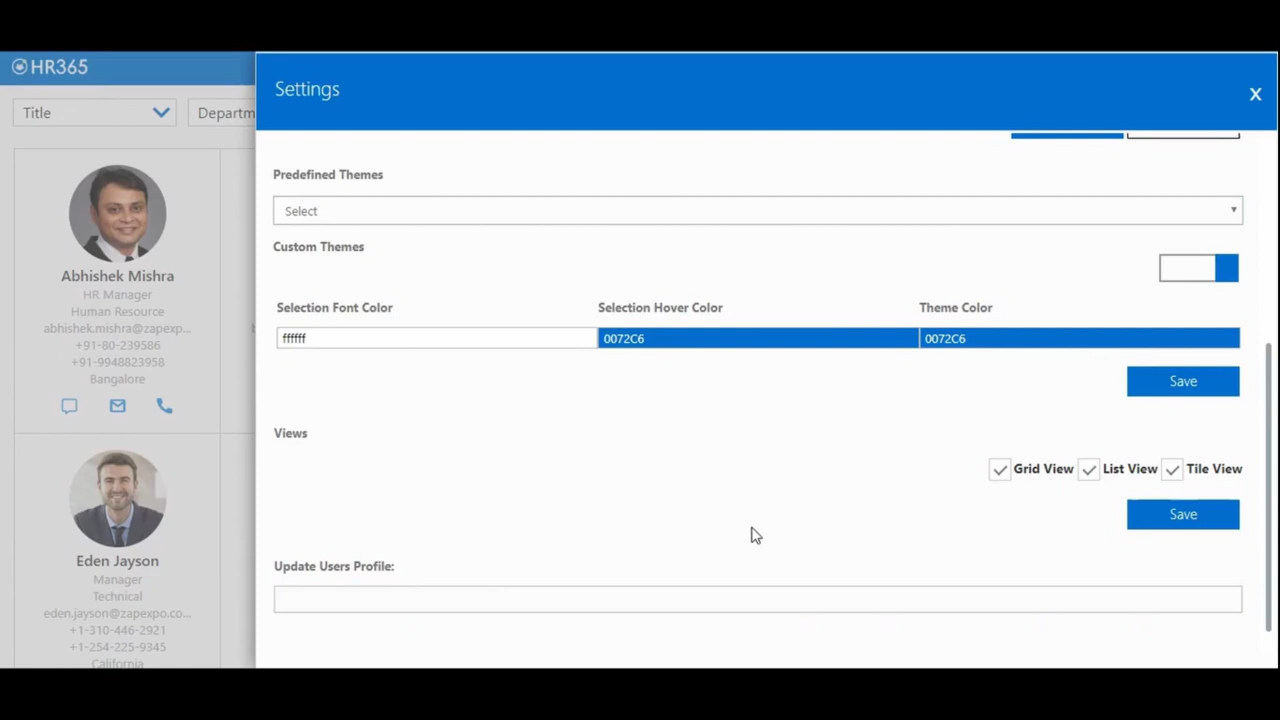 HR365
Settings
X
Title
Departm
Predefined Themes
Select
Custom Themes
Selection Font Color
Selection Hover Color
Theme Color
ffffff
0072C6
0072C6
Save
Views
Grid View
List View
Tile View
Save
Update Users Profile:
Abhishek Mishra
HR Manager
Human Resource
abhishek.mishra@zapexp...
+91-80-239586
+91-9948823958
Bangalore
Eden Jayson
Manager
Technical
eden.jayson@zapexpo.co...
+1-310-446-2921
+1-254-225-9345
California